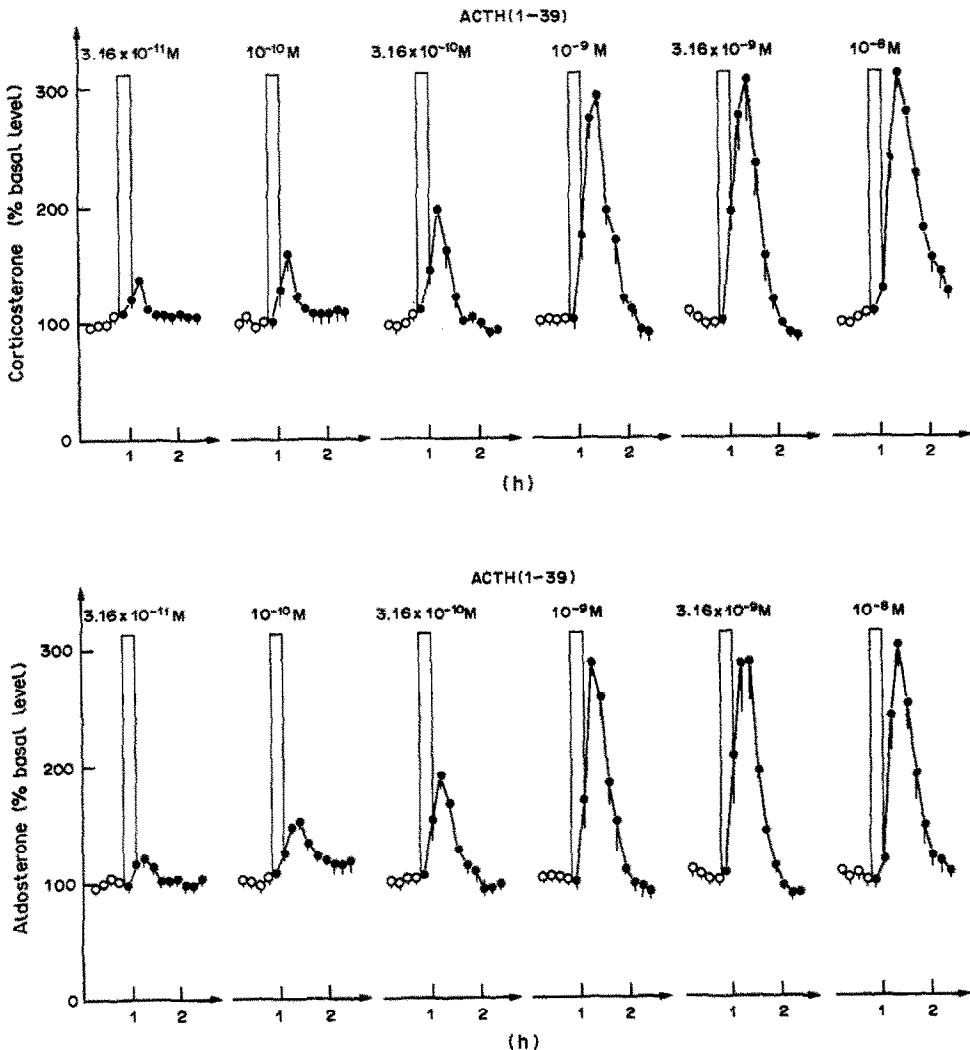 ACTH(1-39)
3.16x10⁻¹¹M 10⁻¹⁰M 3.16x10⁻¹⁰M 10⁻⁹M 3.16x10⁻⁹M 10⁻⁸M
Corticosterone (% basal level)
300
200
100
0
1 2 1 2 1 2 1 2 1 2 1 2
(h)
ACTH(1-39)
3.16x10⁻¹¹M 10⁻¹⁰M 3.16x10⁻¹⁰M 10⁻⁹M 3.16x10⁻⁹M 10⁻⁸M
Aldosterone (% basal level)
300
200
100
0
1 2 1 2 1 2 1 2 1 2 1 2
(h)